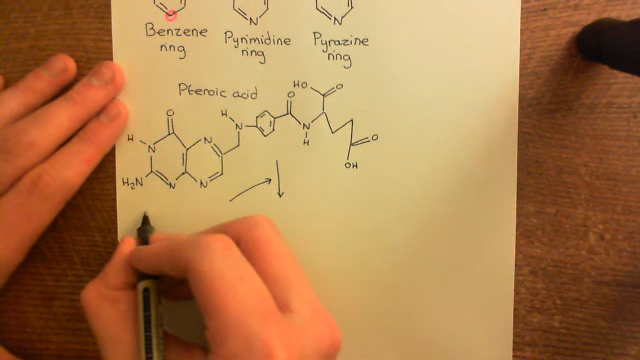 N
N
N
Benzene ring
Pyrimidine ring
Pyrazine ring
Pteroic acid
O
H
N
H₂N
N
N
N
H
N
O
N
H
HO
O
O
OH